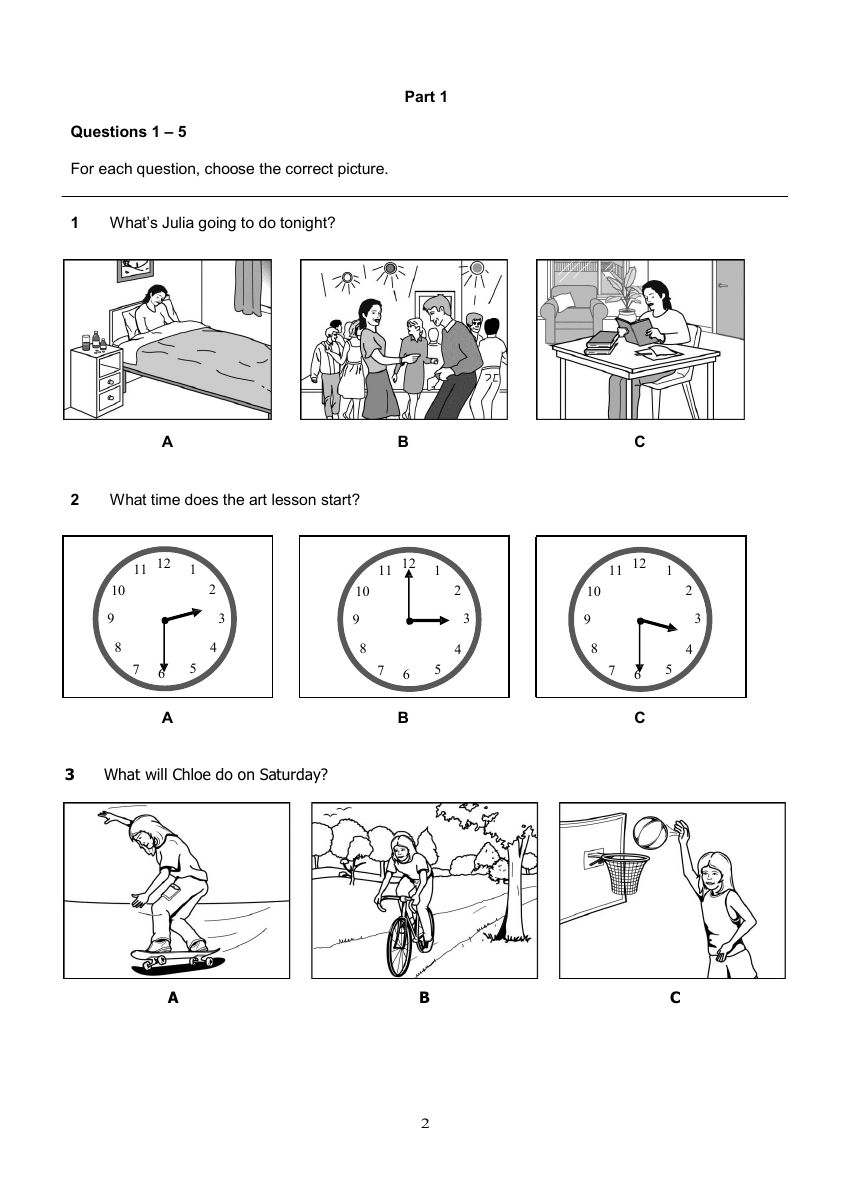 Part 1
Questions 1 – 5
For each question, choose the correct picture.
1 What's Julia going to do tonight?
A B C
2 What time does the art lesson start?
12 1 2 3 4 5 6 7 8 9 10 11
12 1 2 3 4 5 6 7 8 9 10 11
12 1 2 3 4 5 6 7 8 9 10 11
A B C
3 What will Chloe do on Saturday?
A B C
2